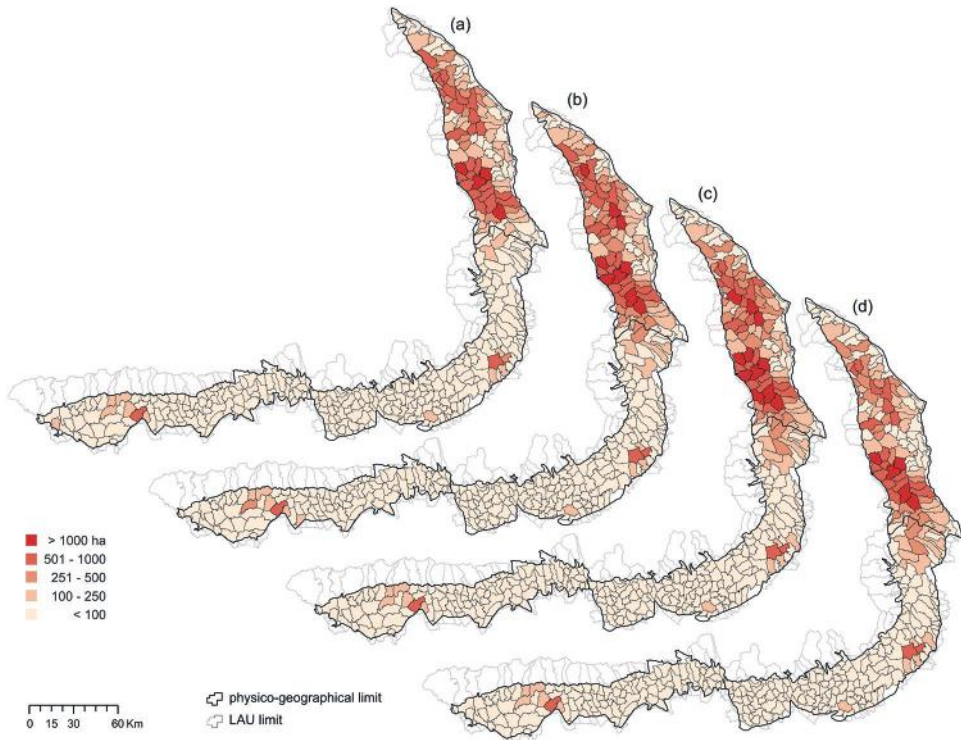 (a)
(b)
(c)
(d)
> 1000 ha
501 - 1000
251 - 500
100 - 250
< 100
0 15 30 60 Km
physico-geographical limit
LAU limit